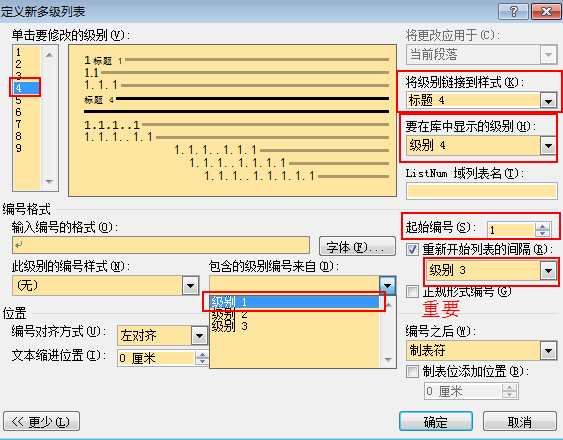 定义新多级列表
单击要修改的级别(V):
将更改应用于(C):
当前段落
1
2
3
4
5
6
7
8
9
1 标题 1
1.1
1.1.1
标题 4
1.1.1..1
1.1.1..1.1
1.1.1..1.1.1
1.1.1..1.1.1.1
1.1.1..1.1.1.1.1
将级别链接到样式(K):
标题 4
要在库中显示的级别(H):
级别 4
ListNum 域列表名(T):
编号格式
输入编号的格式(O):
字体(F)...
起始编号(S):
1
重新开始列表的间隔(R):
级别 3
此级别的编号样式(N):
(无)
包含的级别编号来自(D):
级别 1
级别 2
级别 3
正规形式编号(G)
重要
位置
编号对齐方式(U):
左对齐
文本缩进位置(I):
0 厘米
编号之后(W):
制表符
制表位添加位置(B):
0 厘米
<< 更少(L)
确定
取消